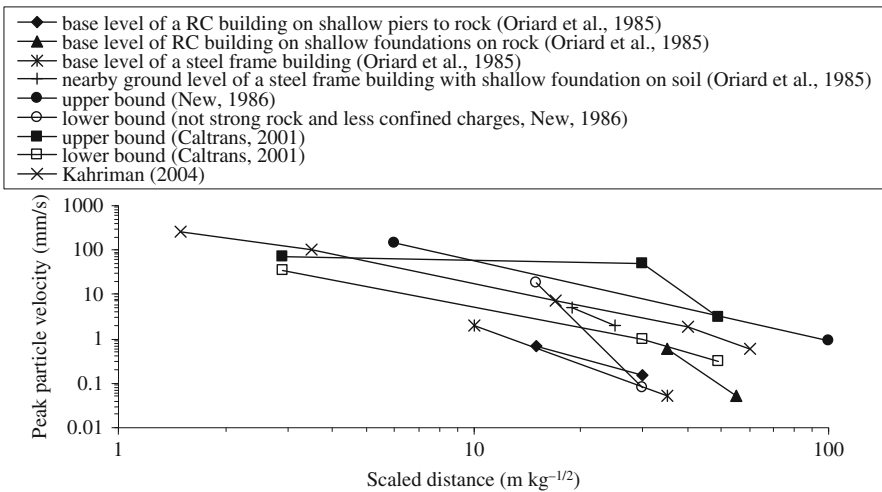 base level of a RC building on shallow piers to rock (Oriard et al., 1985)
base level of RC building on shallow foundations on rock (Oriard et al., 1985)
base level of a steel frame building (Oriard et al., 1985)
nearby ground level of a steel frame building with shallow foundation on soil (Oriard et al., 1985)
upper bound (New, 1986)
lower bound (not strong rock and less confined charges, New, 1986)
upper bound (Caltrans, 2001)
lower bound (Caltrans, 2001)
Kahriman (2004)
Peak particle velocity (mm/s)
1000
100
10
1
0.1
0.01
1
10
100
Scaled distance (m kg⁻¹/²)